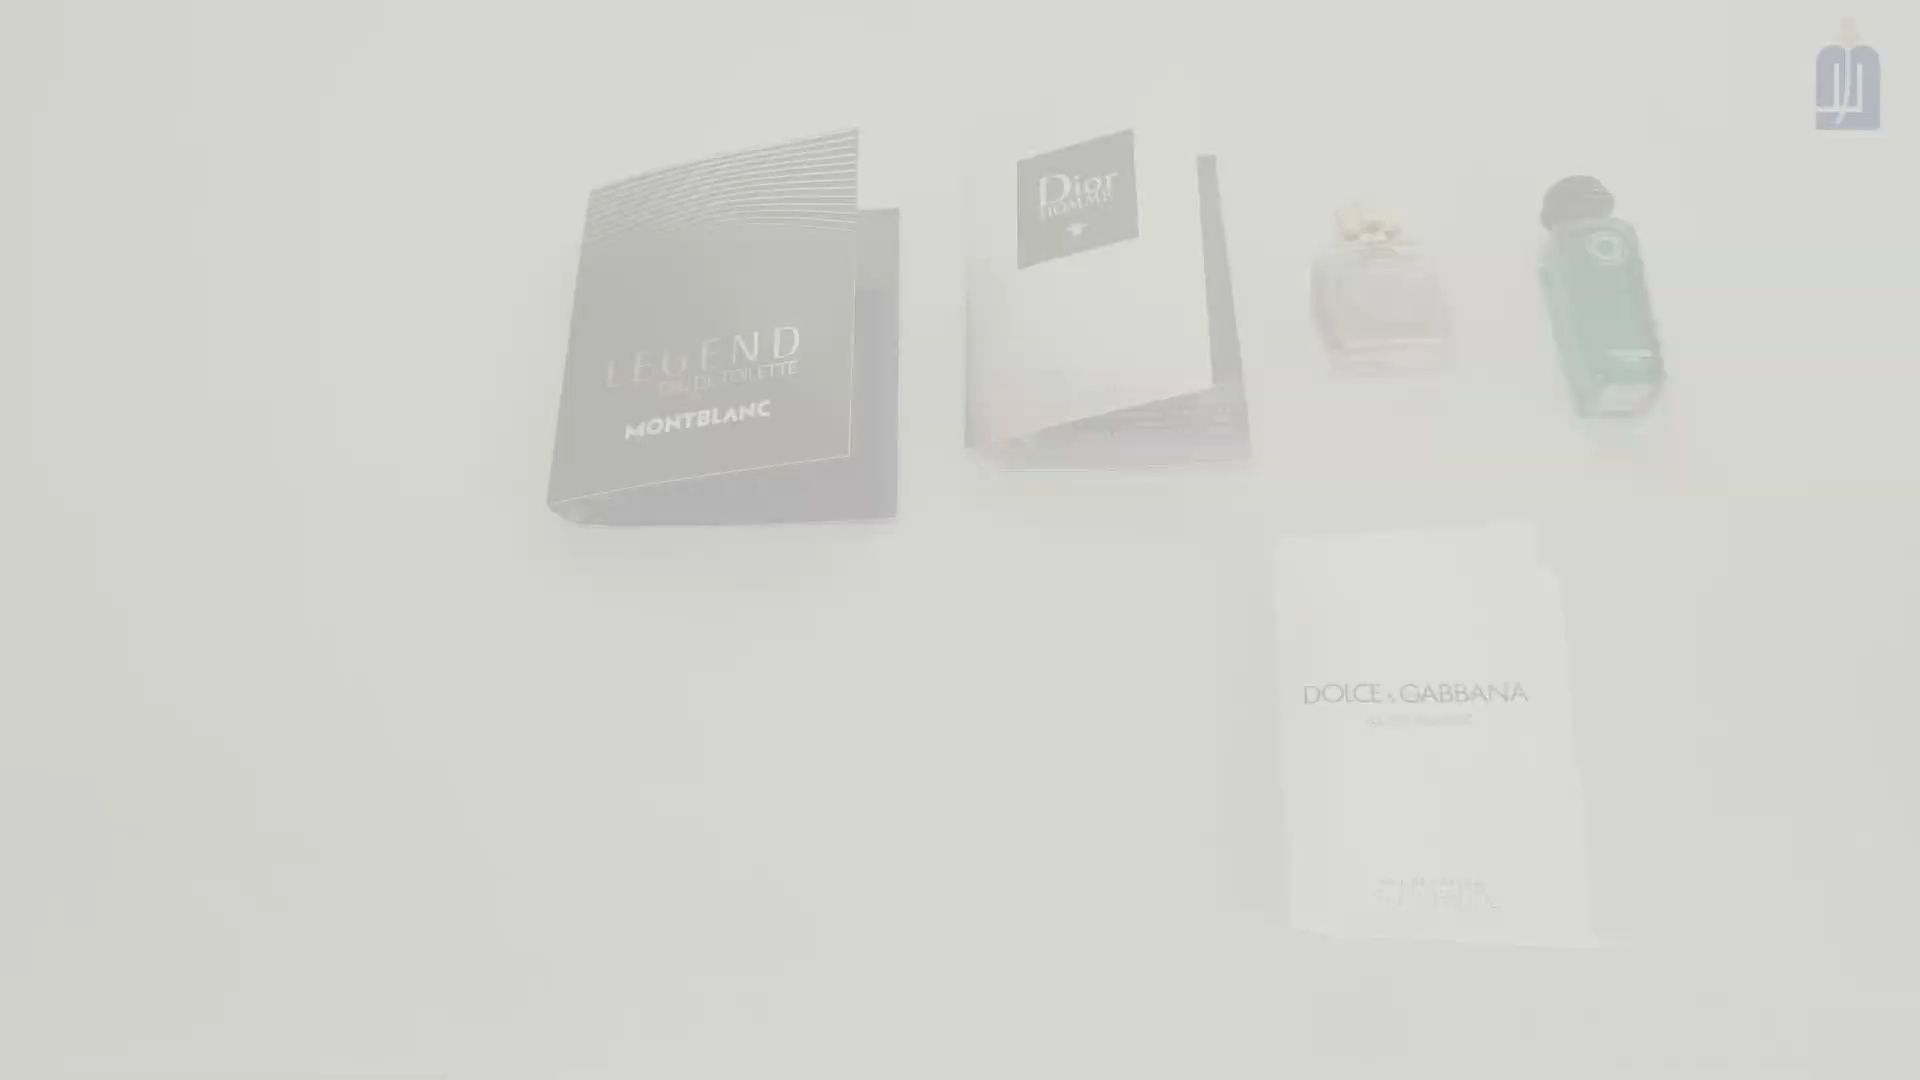 LEGEND
EAU DE TOILETTE
MONTBLANC
Dior
HOMME
DOLCE & GABBANA